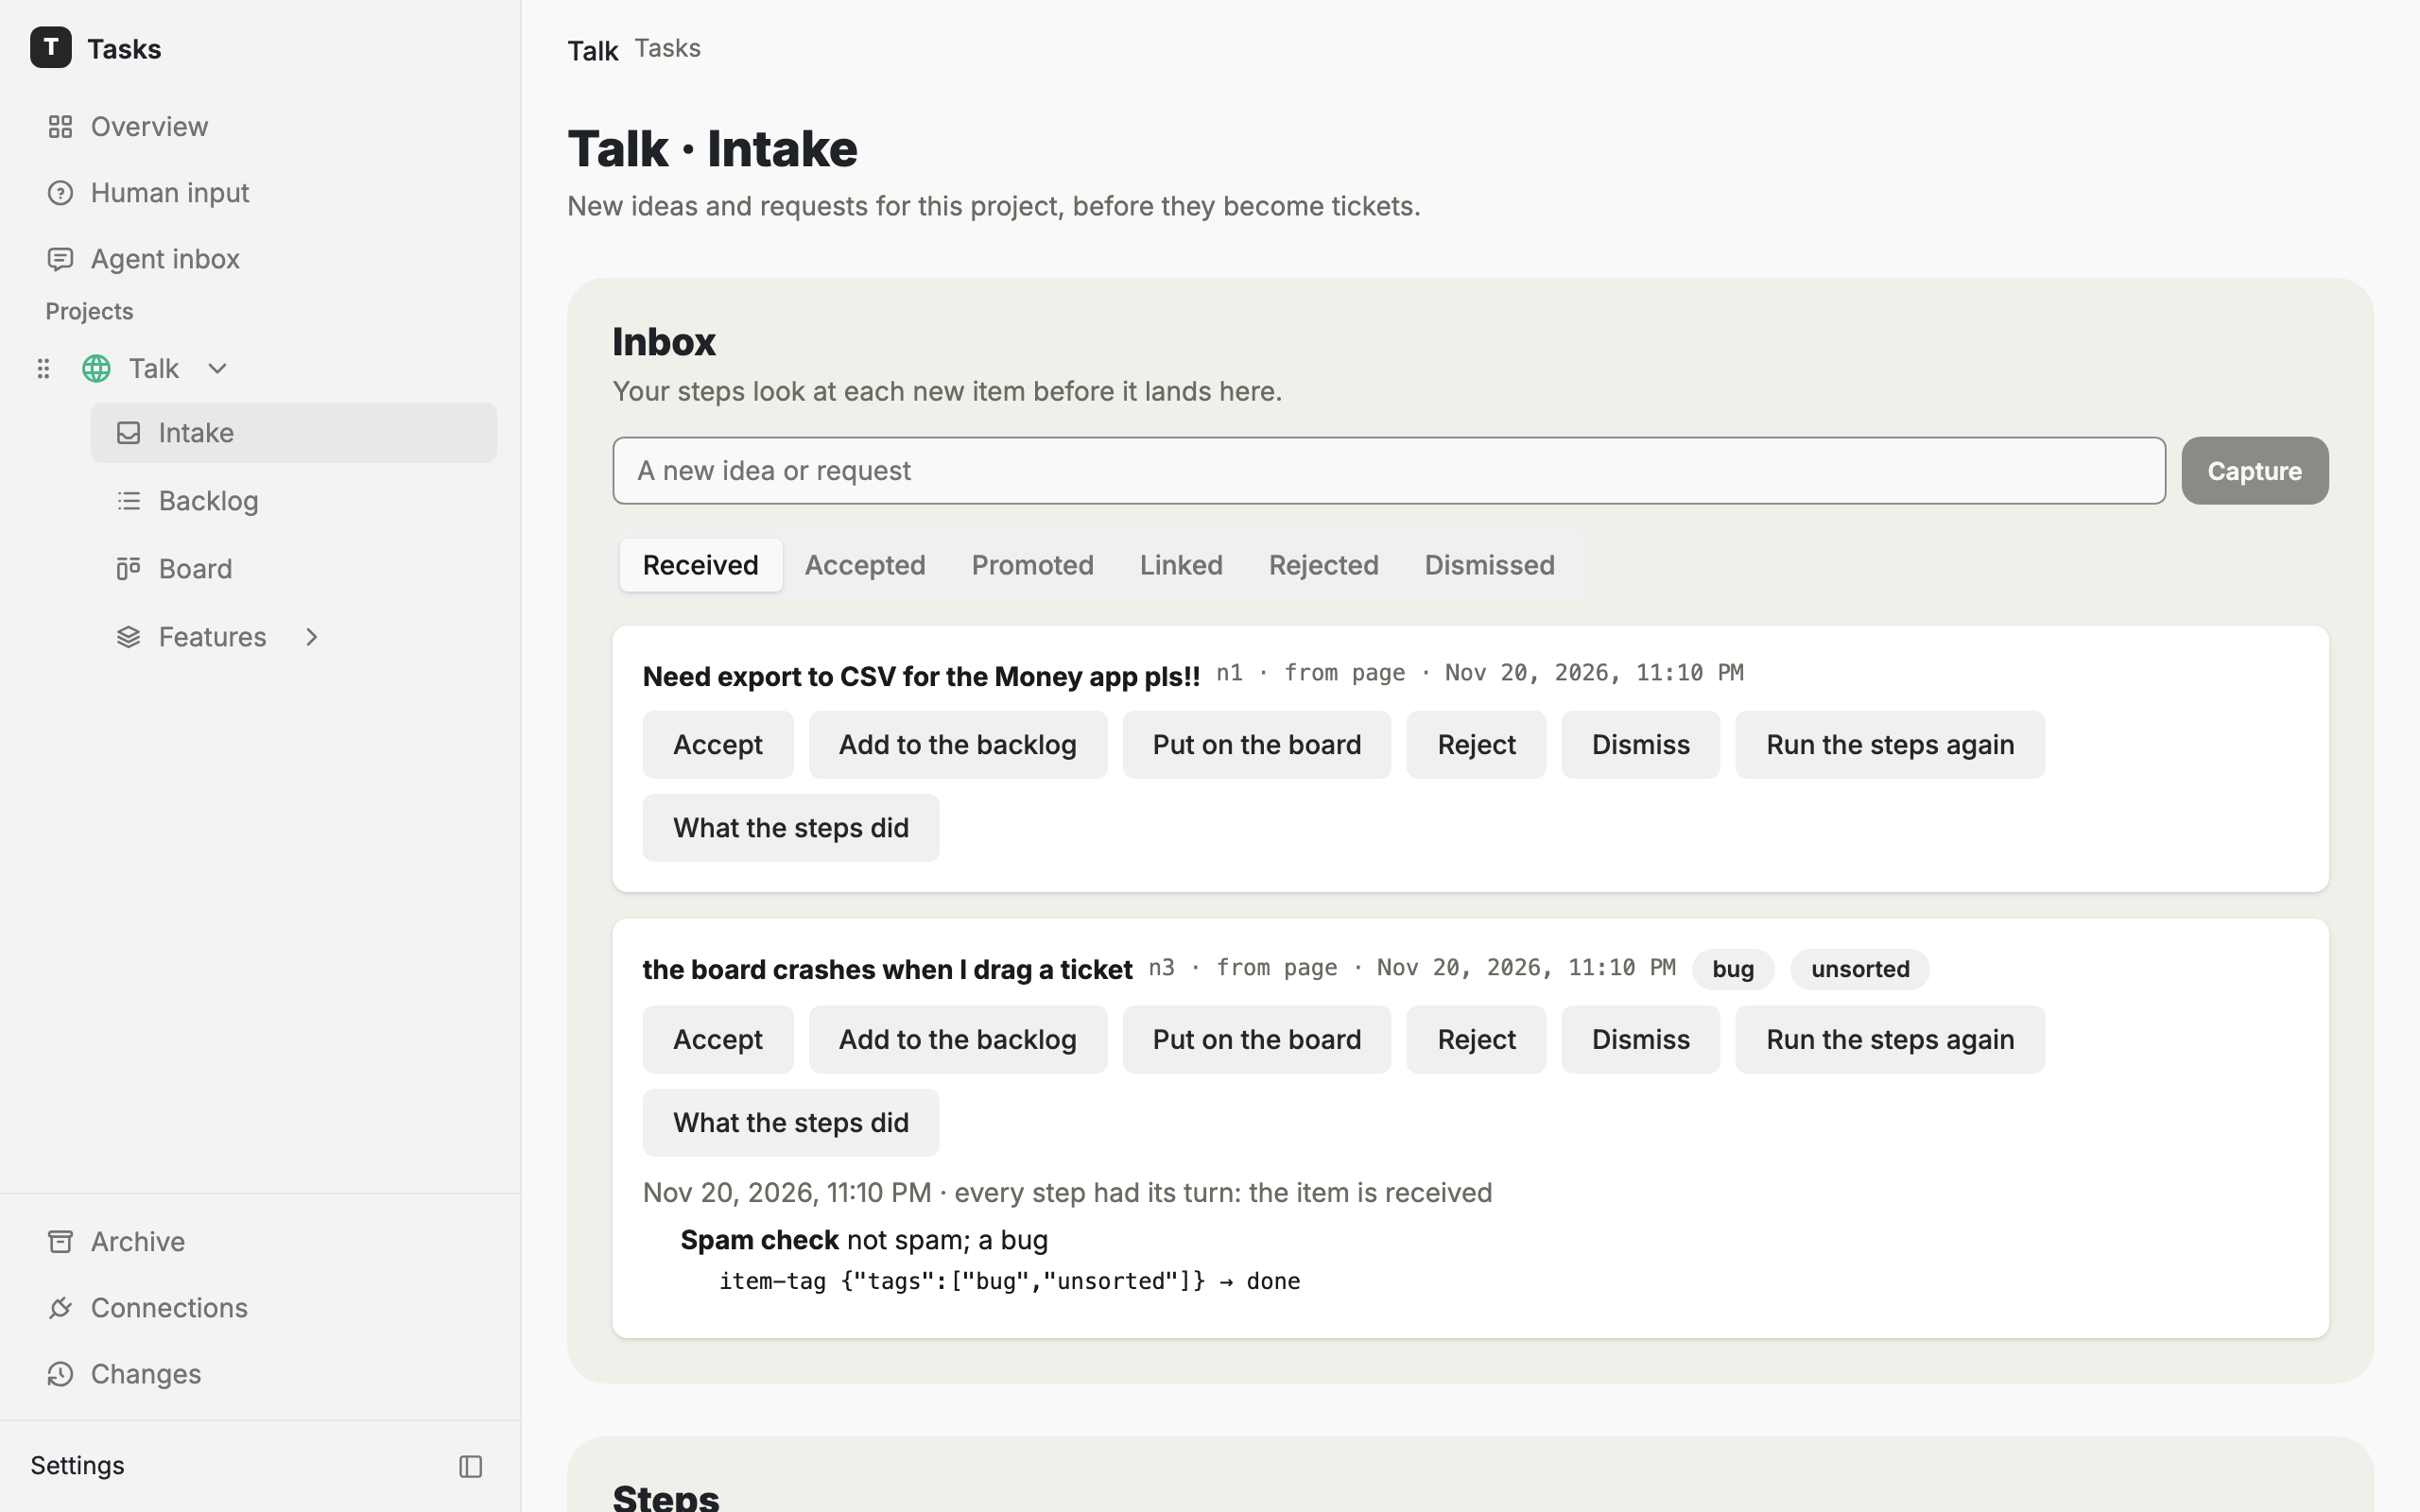 T Tasks
Overview
Human input
Agent inbox
Projects
Talk
Intake
Backlog
Board
Features
Archive
Connections
Changes
Settings
Talk Tasks
Talk · Intake
New ideas and requests for this project, before they become tickets.
Inbox
Your steps look at each new item before it lands here.
A new idea or request Capture
Received Accepted Promoted Linked Rejected Dismissed
Need export to CSV for the Money app pls!! n1 · from page · Nov 20, 2026, 11:10 PM
Accept Add to the backlog Put on the board Reject Dismiss Run the steps again
What the steps did
the board crashes when I drag a ticket n3 · from page · Nov 20, 2026, 11:10 PM bug unsorted
Accept Add to the backlog Put on the board Reject Dismiss Run the steps again
What the steps did
Nov 20, 2026, 11:10 PM · every step had its turn: the item is received
Spam check not spam; a bug
item-tag {"tags":["bug","unsorted"]} → done
Steps